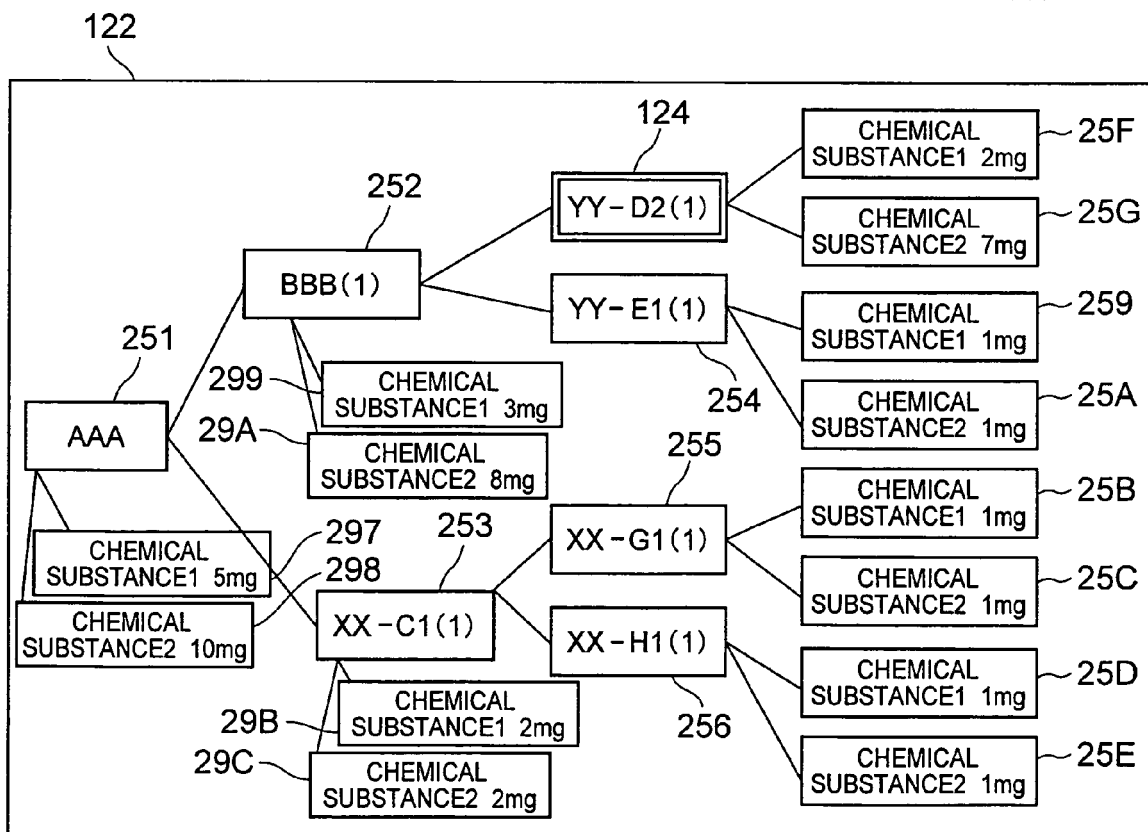 122
124
CHEMICAL
SUBSTANCE1 2mg
25F
252
YY-D2(1)
CHEMICAL
SUBSTANCE2 7mg
25G
BBB(1)
YY-E1(1)
CHEMICAL
SUBSTANCE1 1mg
259
251
299
CHEMICAL
SUBSTANCE1 3mg
254
CHEMICAL
SUBSTANCE2 1mg
25A
AAA
29A
CHEMICAL
SUBSTANCE2 8mg
255
CHEMICAL
SUBSTANCE1 1mg
25B
253
XX-G1(1)
CHEMICAL
SUBSTANCE1 5mg
297
CHEMICAL
SUBSTANCE2 1mg
25C
CHEMICAL
SUBSTANCE2 10mg
298
XX-C1(1)
XX-H1(1)
CHEMICAL
SUBSTANCE1 1mg
25D
29B
CHEMICAL
SUBSTANCE1 2mg
256
29C
CHEMICAL
SUBSTANCE2 2mg
CHEMICAL
SUBSTANCE2 1mg
25E